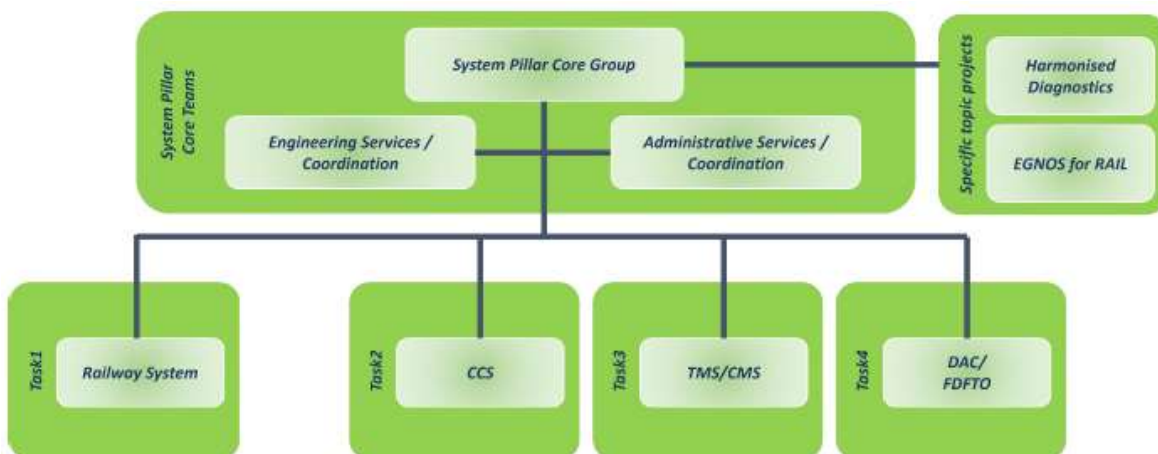 System Pillar
Core Teams
System Pillar Core Group
Engineering Services /
Coordination
Administrative Services /
Coordination
Specific topic projects
Harmonised
Diagnostics
EGNOS for RAIL
Task1
Railway System
Task2
CCS
Task3
TMS/CMS
Task4
DAC/
FDFTO